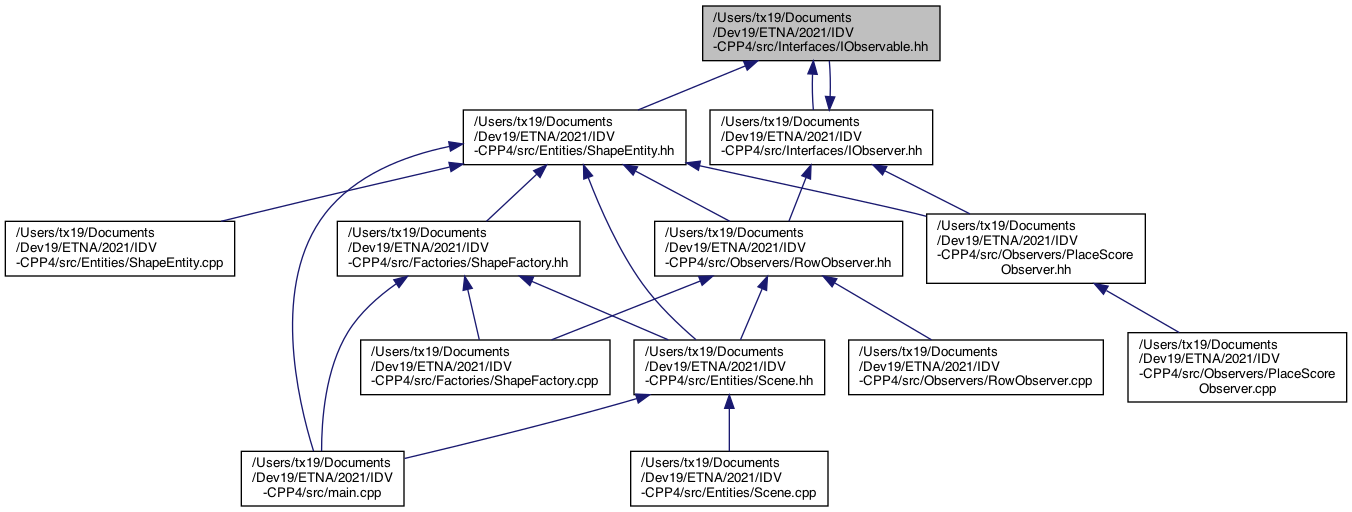 /Users/tx19/Documents
/Dev19/ETNA/2021/IDV
-CPP4/src/Interfaces/IObservable.hh
/Users/tx19/Documents
/Dev19/ETNA/2021/IDV
-CPP4/src/Entities/ShapeEntity.hh
/Users/tx19/Documents
/Dev19/ETNA/2021/IDV
-CPP4/src/Interfaces/IObserver.hh
/Users/tx19/Documents
/Dev19/ETNA/2021/IDV
-CPP4/src/Entities/ShapeEntity.cpp
/Users/tx19/Documents
/Dev19/ETNA/2021/IDV
-CPP4/src/Factories/ShapeFactory.hh
/Users/tx19/Documents
/Dev19/ETNA/2021/IDV
-CPP4/src/Observers/RowObserver.hh
/Users/tx19/Documents
/Dev19/ETNA/2021/IDV
-CPP4/src/Observers/PlaceScore
Observer.hh
/Users/tx19/Documents
/Dev19/ETNA/2021/IDV
-CPP4/src/Factories/ShapeFactory.cpp
/Users/tx19/Documents
/Dev19/ETNA/2021/IDV
-CPP4/src/Entities/Scene.hh
/Users/tx19/Documents
/Dev19/ETNA/2021/IDV
-CPP4/src/Observers/RowObserver.cpp
/Users/tx19/Documents
/Dev19/ETNA/2021/IDV
-CPP4/src/Observers/PlaceScore
Observer.cpp
/Users/tx19/Documents
/Dev19/ETNA/2021/IDV
-CPP4/src/main.cpp
/Users/tx19/Documents
/Dev19/ETNA/2021/IDV
-CPP4/src/Entities/Scene.cpp